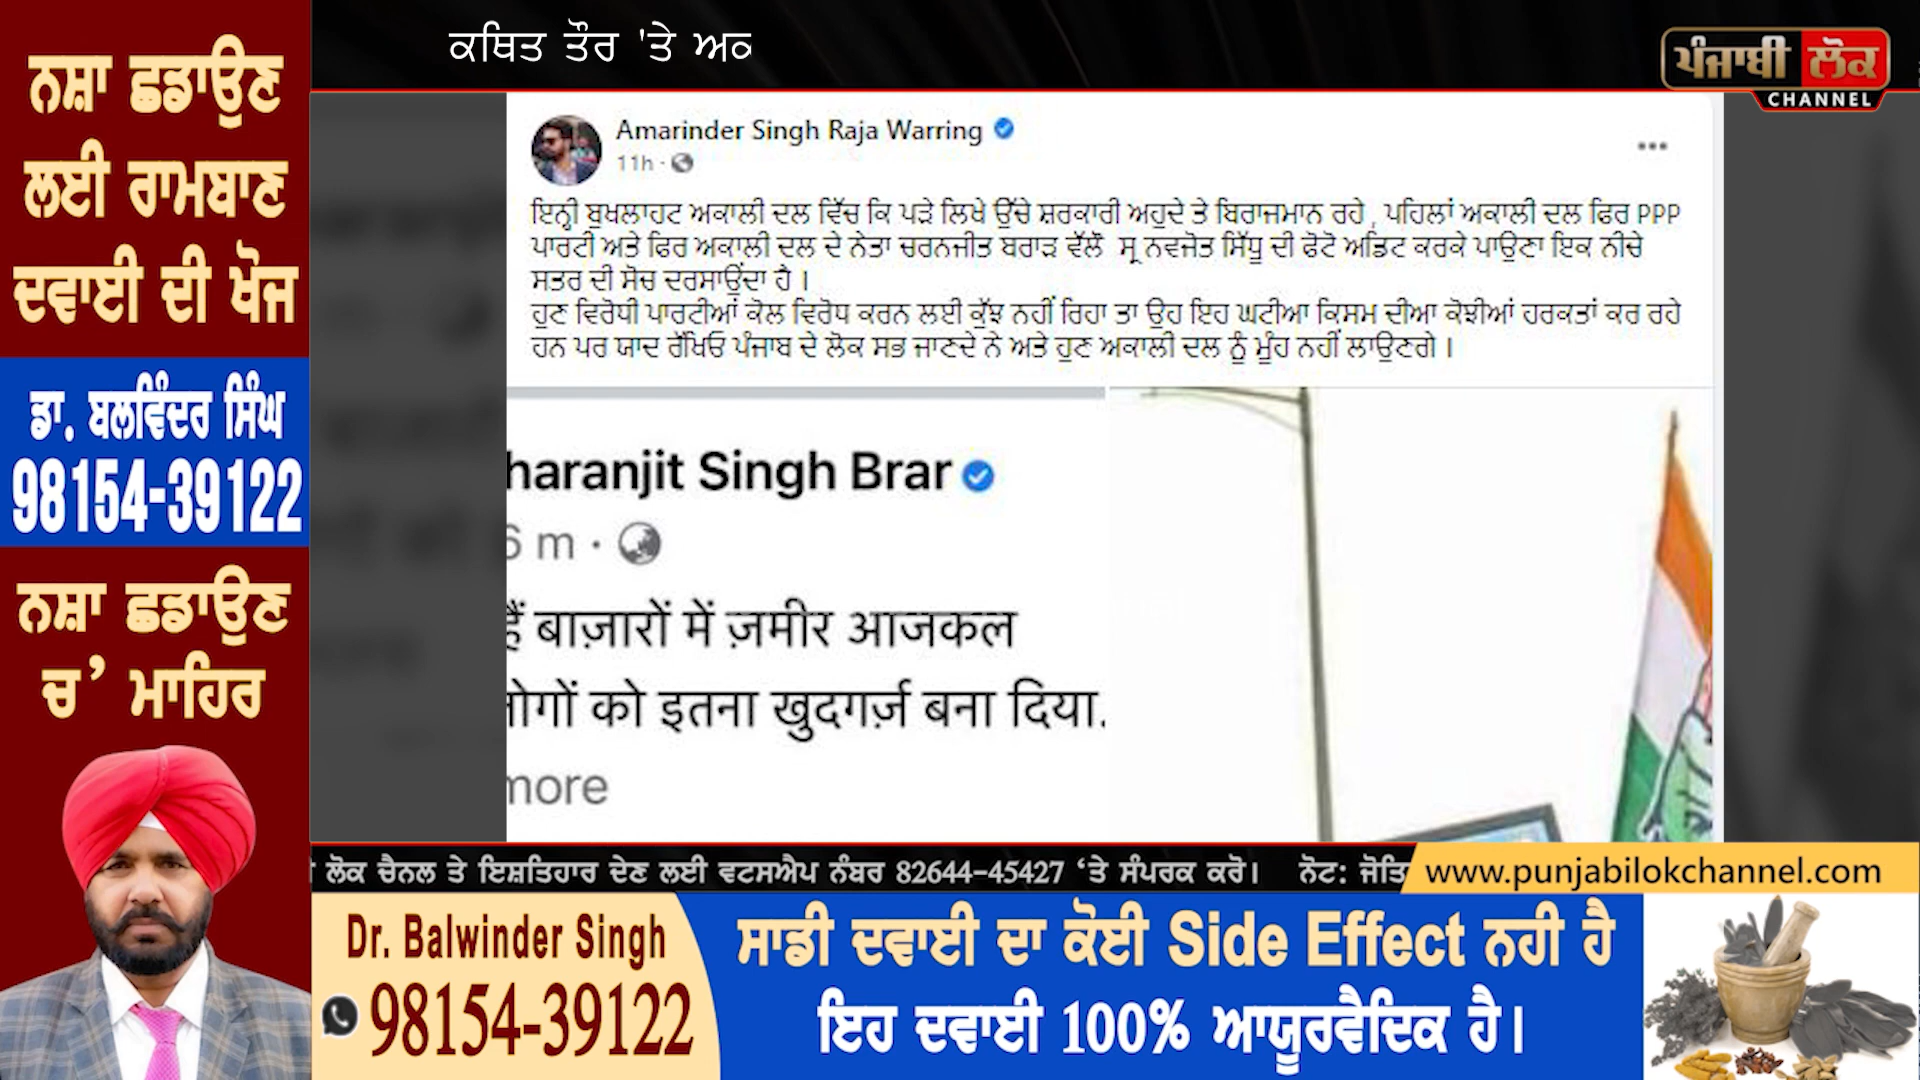 ਨਸ਼ਾ ਛਡਾਉਣ
ਲਈ ਰਾਮਬਾਣ
ਦਵਾਈ ਦੀ ਖੋਜ
ਡਾ. ਬਲਵਿੰਦਰ ਸਿੰਘ
98154-39122
ਨਸ਼ਾ ਛਡਾਉਣ
ਚ’ ਮਾਹਿਰ
ਕਥਿਤ ਤੌਰ 'ਤੇ
ਪੰਜਾਬੀ ਲੋਕ
CHANNEL
Amarinder Singh Raja Warring
11h ·
ਇਨ੍ਹੀ ਬੁਖਲਾਹਟ ਅਕਾਲੀ ਦਲ ਵਿੱਚ ਕਿ ਪੜੇ ਲਿਖੇ ਉੱਚੇ ਸ਼ਰਕਾਰੀ ਅਹੁਦੇ ਤੇ ਬਿਰਾਜਮਾਨ ਰਹੇ , ਪਹਿਲਾਂ ਅਕਾਲੀ ਦਲ ਫਿਰ PPP
ਪਾਰਟੀ ਅਤੇ ਫਿਰ ਅਕਾਲੀ ਦਲ ਦੇ ਨੇਤਾ ਚਰਨਜੀਤ ਬਰਾੜ ਵੱਲੋਂ ਸ੍ਰ ਨਵਜੋਤ ਸਿੱਧੂ ਦੀ ਫੋਟੋ ਅਡਿਟ ਕਰਕੇ ਪਾਉਣਾ ਇਕ ਨੀਚੇ
ਸਤਰ ਦੀ ਸੋਚ ਦਰਸਾਉਂਦਾ ਹੈ ।
ਹੁਣ ਵਿਰੋਧੀ ਪਾਰਟੀਆਂ ਕੋਲ ਵਿਰੋਧ ਕਰਨ ਲਈ ਕੁੱਝ ਨਹੀਂ ਰਿਹਾ ਤਾ ਉਹ ਇਹ ਘਟੀਆ ਕਿਸਮ ਦੀਆ ਕੋਝੀਆਂ ਹਰਕਤਾਂ ਕਰ ਰਹੇ
ਹਨ ਪਰ ਯਾਦ ਰੱਖਿਓ ਪੰਜਾਬ ਦੇ ਲੋਕ ਸਭ ਜਾਣਦੇ ਨੇ ਅਤੇ ਹੁਣ ਅਕਾਲੀ ਦਲ ਨੂੰ ਮੂੰਹ ਨਹੀਂ ਲਾਉਣਗੇ ।
haranjit Singh Brar
6 m ·
हैं बाज़ारों में ज़मीर आजकल
को इतना खुदगर्ज़ बना दिया.
more
ਲੋਕ ਚੈਨਲ ਤੇ ਇਸ਼ਤਿਹਾਰ ਦੇਣ ਲਈ ਵਟਸਐਪ ਨੰਬਰ 82644-45427 ‘ਤੇ ਸੰਪਰਕ ਕਰੋ। ਨੋਟ:
www.punjabilokchannel.com
Dr. Balwinder Singh
98154-39122
ਸਾਡੀ ਦਵਾਈ ਦਾ ਕੋਈ Side Effect ਨਹੀ ਹੈ
ਇਹ ਦਵਾਈ 100% ਆਯੂਰਵੈਦਿਕ ਹੈ।